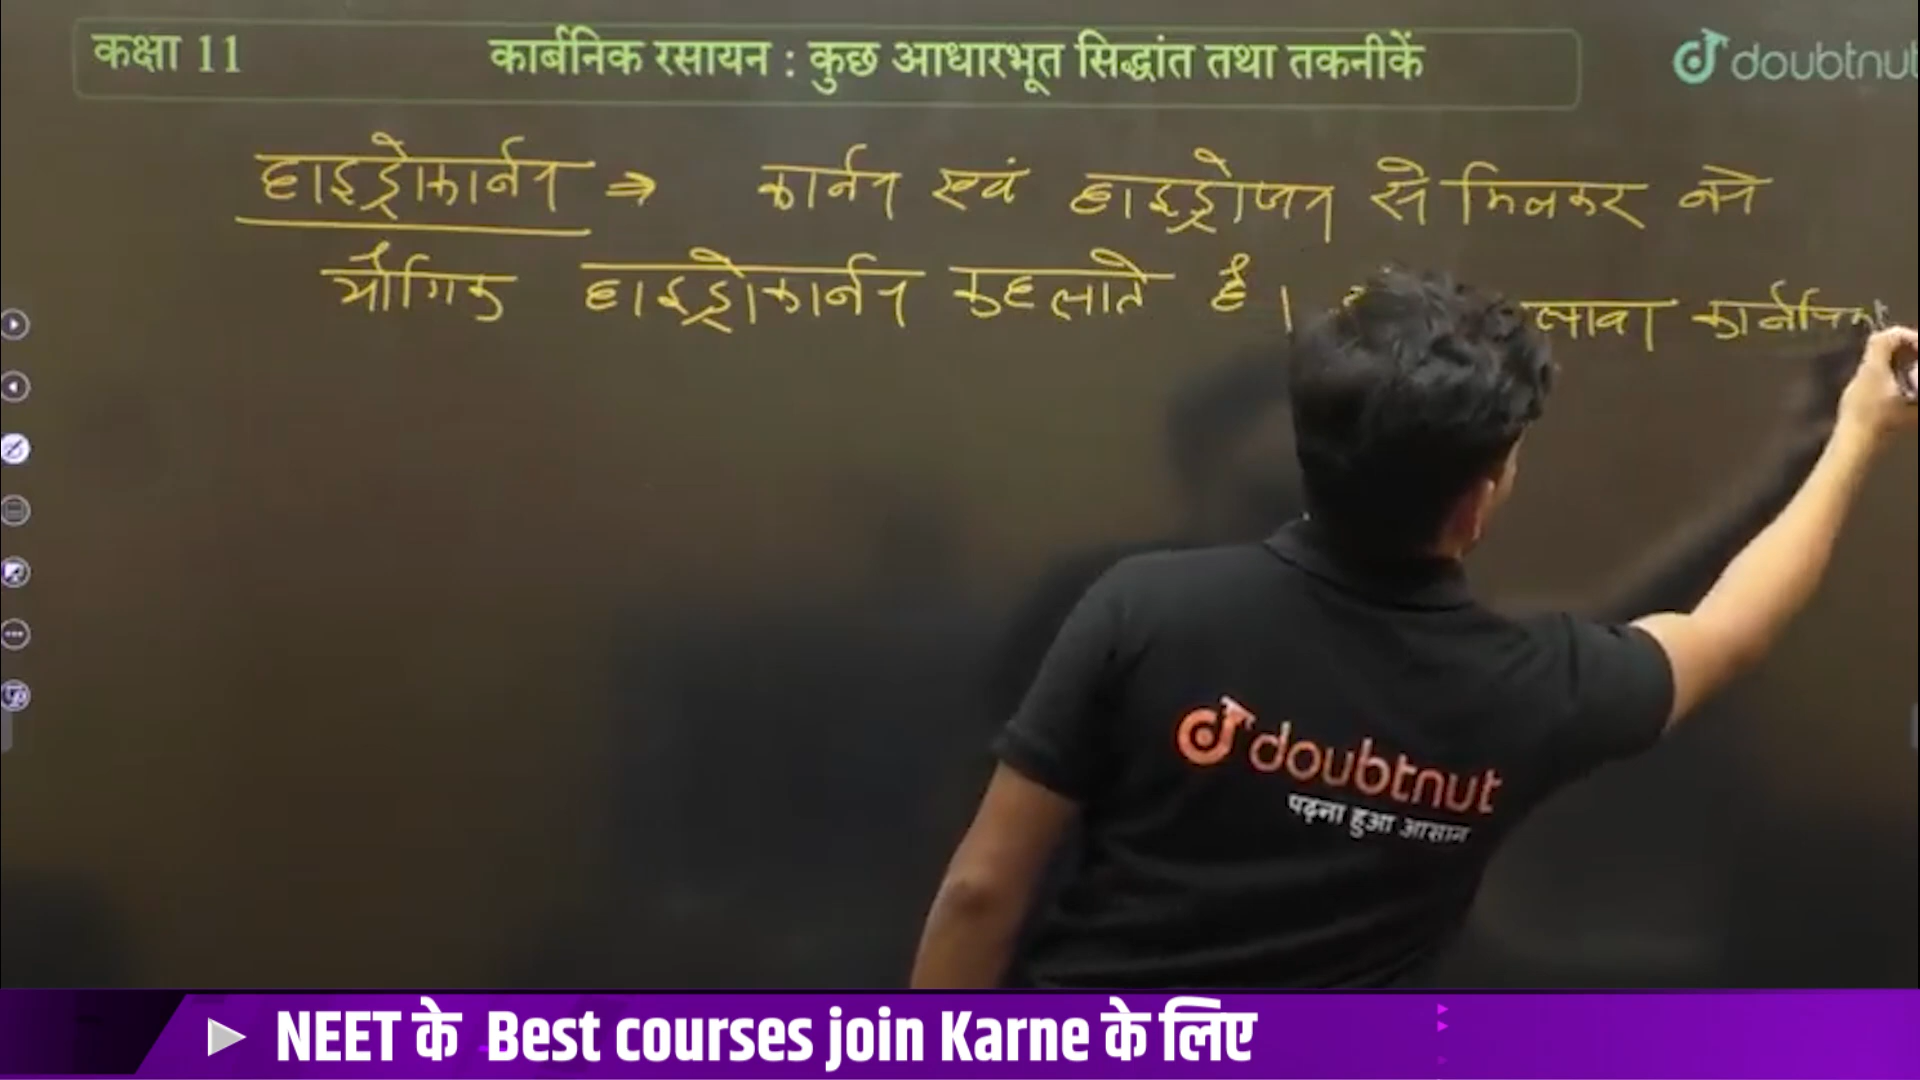 कक्षा 11
कार्बनिक रसायन : कुछ आधारभूत सिद्धांत तथा तकनीकें
doubtnut
हाइड्रोकार्बन ⇒ कार्बन एवं हाइड्रोजन से मिलकर बने
यौगिक हाइड्रोकार्बन कहलाते है।
doubtnut
पढ़ना हुआ आसान
NEET के Best courses join Karne के लिए